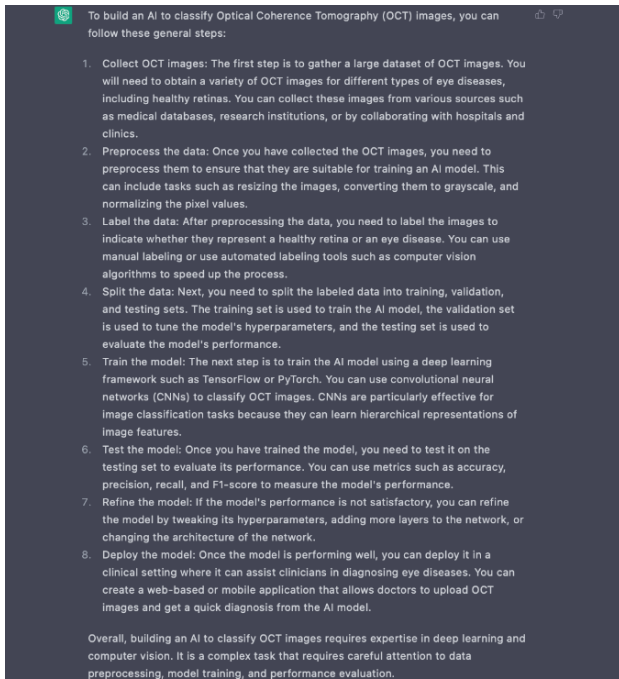 To build an AI to classify Optical Coherence Tomography (OCT) images, you can
follow these general steps:
1. Collect OCT images: The first step is to gather a large dataset of OCT images. You
will need to obtain a variety of OCT images for different types of eye diseases,
including healthy retinas. You can collect these images from various sources such
as medical databases, research institutions, or by collaborating with hospitals and
clinics.
2. Preprocess the data: Once you have collected the OCT images, you need to
preprocess them to ensure that they are suitable for training an AI model. This
can include tasks such as resizing the images, converting them to grayscale, and
normalizing the pixel values.
3. Label the data: After preprocessing the data, you need to label the images to
indicate whether they represent a healthy retina or an eye disease. You can use
manual labeling or use automated labeling tools such as computer vision
algorithms to speed up the process.
4. Split the data: Next, you need to split the labeled data into training, validation,
and testing sets. The training set is used to train the AI model, the validation set
is used to tune the model's hyperparameters, and the testing set is used to
evaluate the model's performance.
5. Train the model: The next step is to train the AI model using a deep learning
framework such as TensorFlow or PyTorch. You can use convolutional neural
networks (CNNs) to classify OCT images. CNNs are particularly effective for
image classification tasks because they can learn hierarchical representations of
image features.
6. Test the model: Once you have trained the model, you need to test it on the
testing set to evaluate its performance. You can use metrics such as accuracy,
precision, recall, and F1-score to measure the model's performance.
7. Refine the model: If the model's performance is not satisfactory, you can refine
the model by tweaking its hyperparameters, adding more layers to the network, or
changing the architecture of the network.
8. Deploy the model: Once the model is performing well, you can deploy it in a
clinical setting where it can assist clinicians in diagnosing eye diseases. You can
create a web-based or mobile application that allows doctors to upload OCT
images and get a quick diagnosis from the AI model.
Overall, building an AI to classify OCT images requires expertise in deep learning and
computer vision. It is a complex task that requires careful attention to data
preprocessing, model training, and performance evaluation.